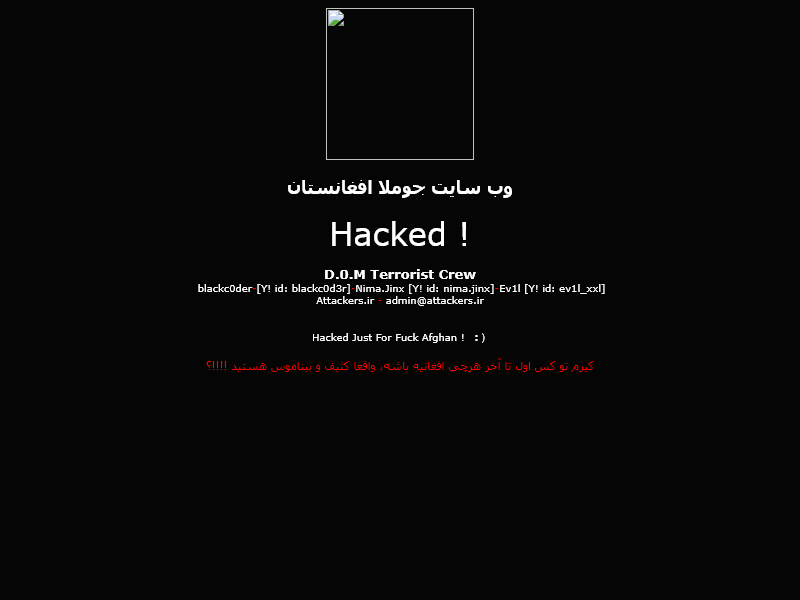 وب سایت جوملا افغانستان
Hacked !
D.0.M Terrorist Crew
blackc0der-[Y! id: blackc0d3r]-Nima.Jinx [Y! id: nima.jinx]-Ev1l [Y! id: ev1l_xxl]
Attackers.ir - admin@attackers.ir
Hacked Just For Fuck Afghan ! :)
کیرم تو کس اول تا آخر هرچی افغانیه باشه، واقعا کثیف و بیناموس هستید !!!!؟